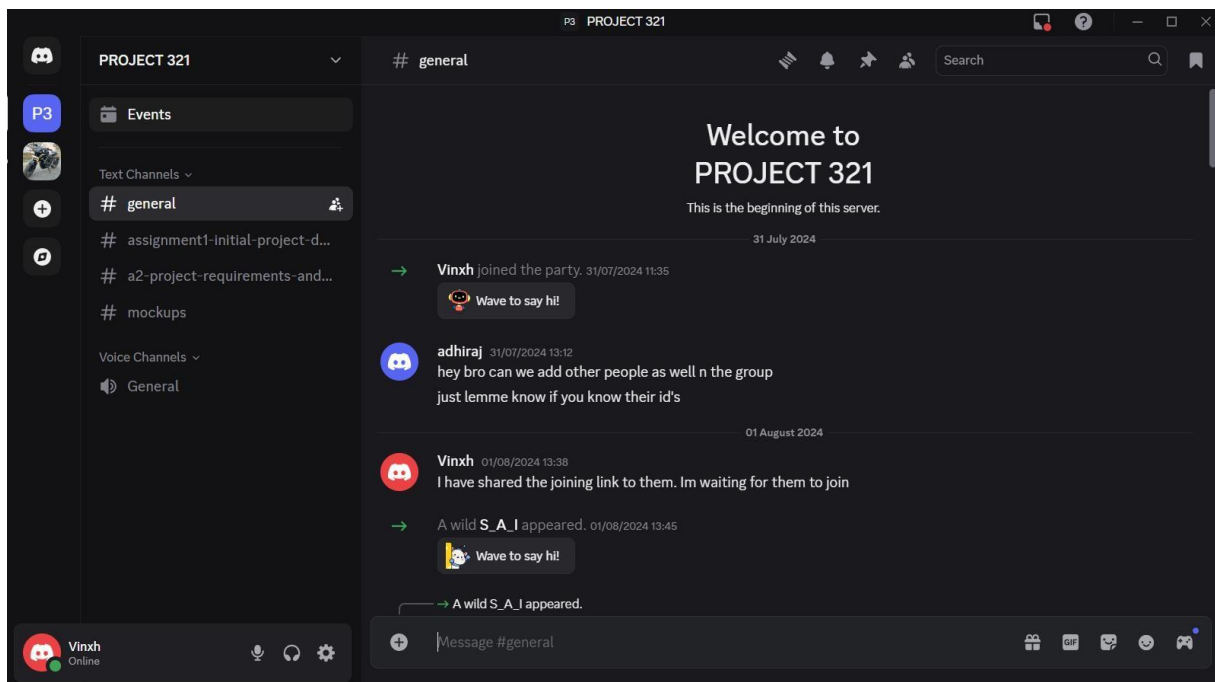 P3 PROJECT 321
P3
PROJECT 321
Events
Text Channels
# general
# assignment1-initial-project-d...
# a2-project-requirements-and...
# mockups
Voice Channels
General
Vinxh
Online
# general
Search
Welcome to
PROJECT 321
This is the beginning of this server.
31 July 2024
Vinxh joined the party. 31/07/2024 11:35
Wave to say hi!
adhiraj 31/07/2024 13:12
hey bro can we add other people as well n the group
just lemme know if you know their id's
01 August 2024
Vinxh 01/08/2024 13:38
I have shared the joining link to them. Im waiting for them to join
A wild S_A_I appeared. 01/08/2024 13:45
Wave to say hi!
A wild S_A_I appeared.
Message #general
GIF